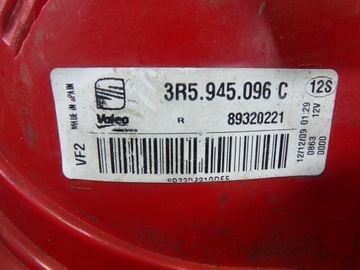 MADE IN SPAIN
VF2
Valeo
3R5.945.096 C
12S
R
89320221
12/12/09 01:29
0863 12V
0000